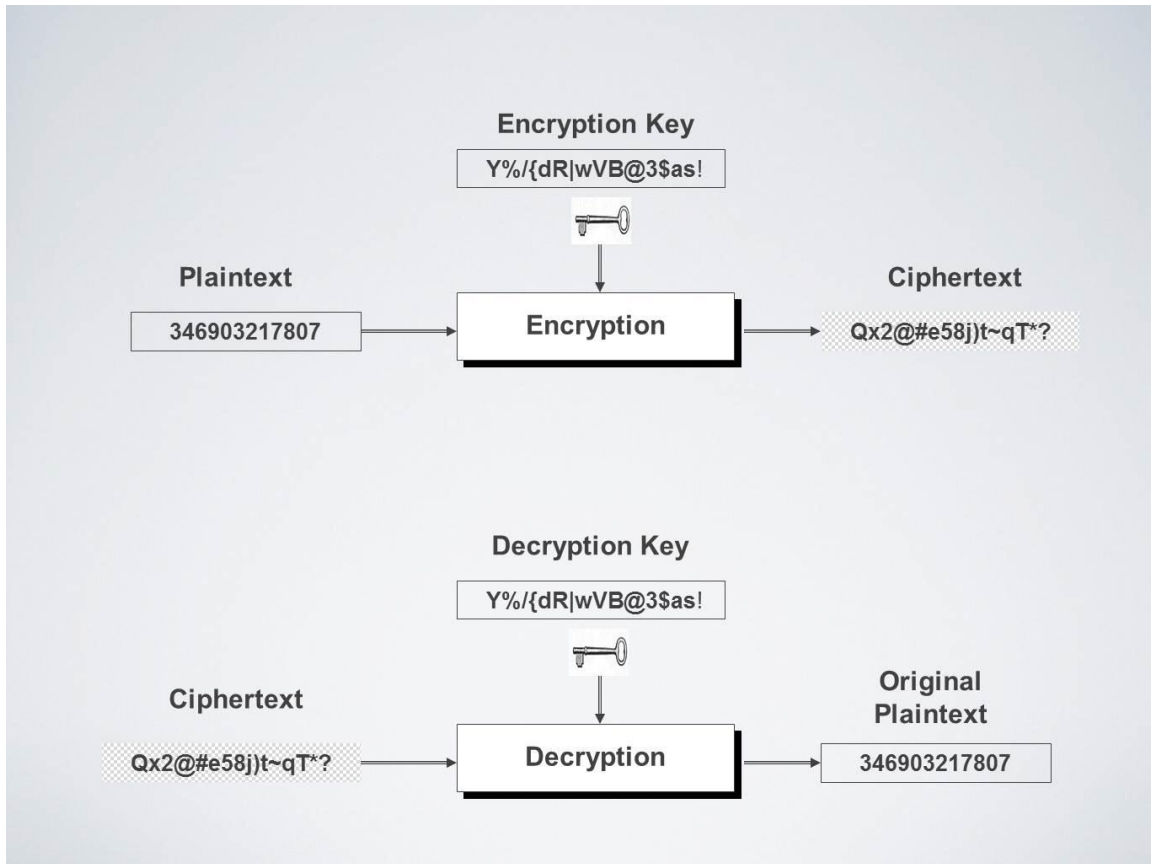 Encryption Key
Y%/{dR|wVB@3$as!
Plaintext
Ciphertext
346903217807
Encryption
Qx2@#e58j)t~qT*?
Decryption Key
Y%/{dR|wVB@3$as!
Ciphertext
Original
Plaintext
Qx2@#e58j)t~qT*?
Decryption
346903217807